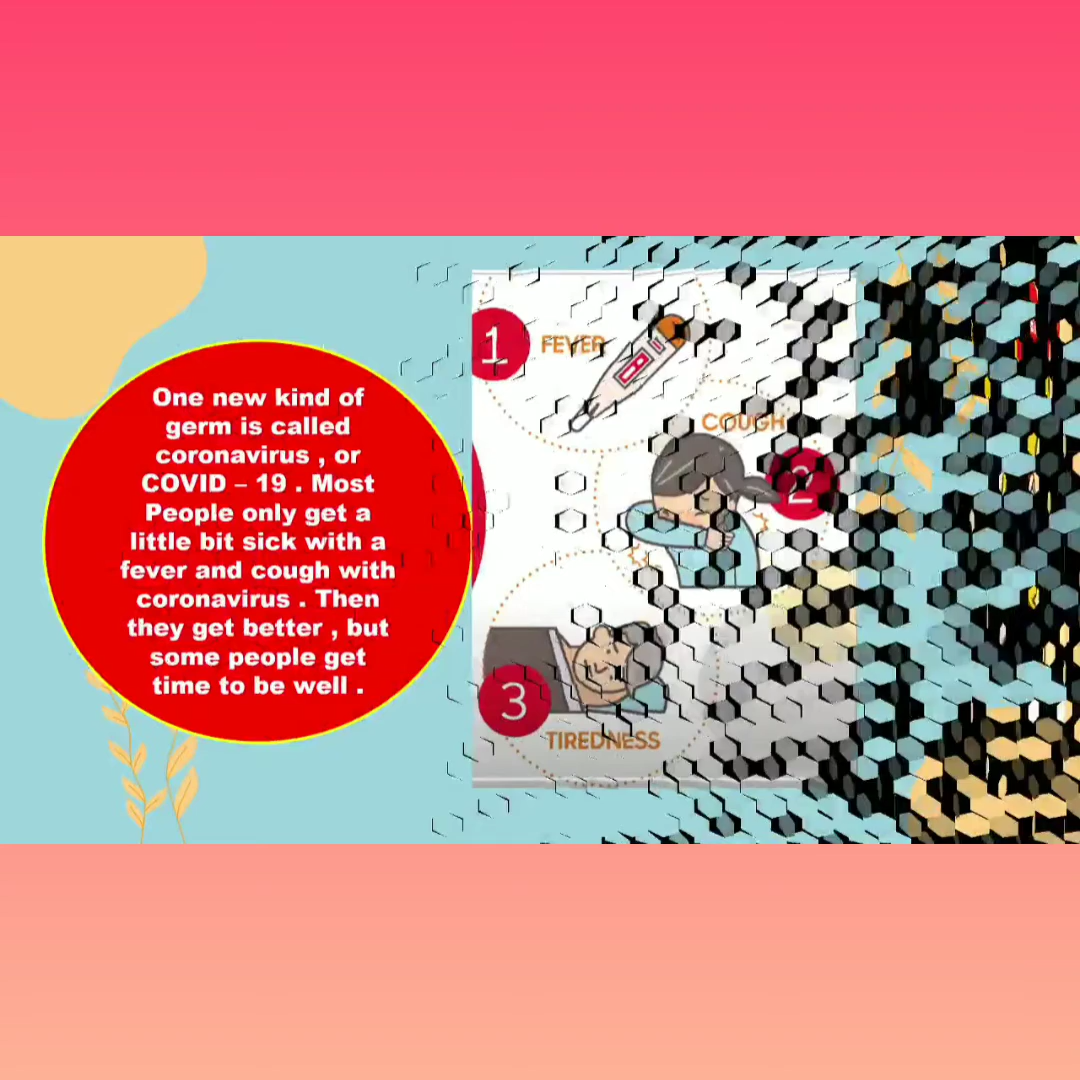 One new kind of
germ is called
coronavirus , or
COVID – 19 . Most
People only get a
little bit sick with a
fever and cough with
coronavirus . Then
they get better , but
some people get
time to be well .
1 FEVER
COUGH
2
3
TIREDNESS